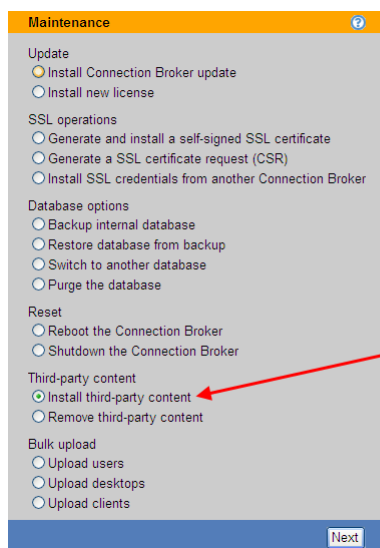 Maintenance
?
Update
Install Connection Broker update
Install new license
SSL operations
Generate and install a self-signed SSL certificate
Generate a SSL certificate request (CSR)
Install SSL credentials from another Connection Broker
Database options
Backup internal database
Restore database from backup
Switch to another database
Purge the database
Reset
Reboot the Connection Broker
Shutdown the Connection Broker
Third-party content
Install third-party content
Remove third-party content
Bulk upload
Upload users
Upload desktops
Upload clients
Next